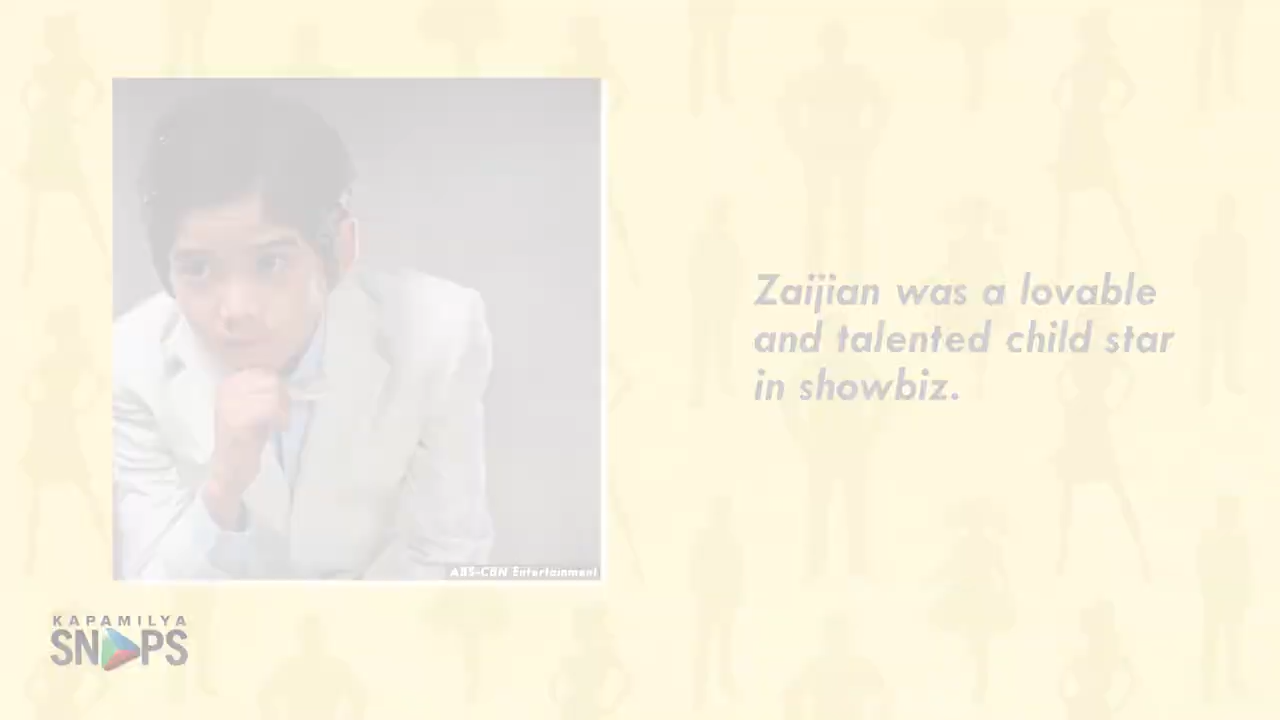 Zaijian was a lovable
and talented child star
in showbiz.
ABS-CBN Entertainment
KAPAMILYA
SNAPS